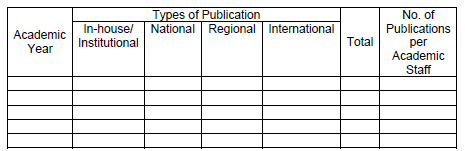 Academic Year
Types of Publication
In-house/ Institutional
National
Regional
International
Total
No. of Publications per Academic Staff